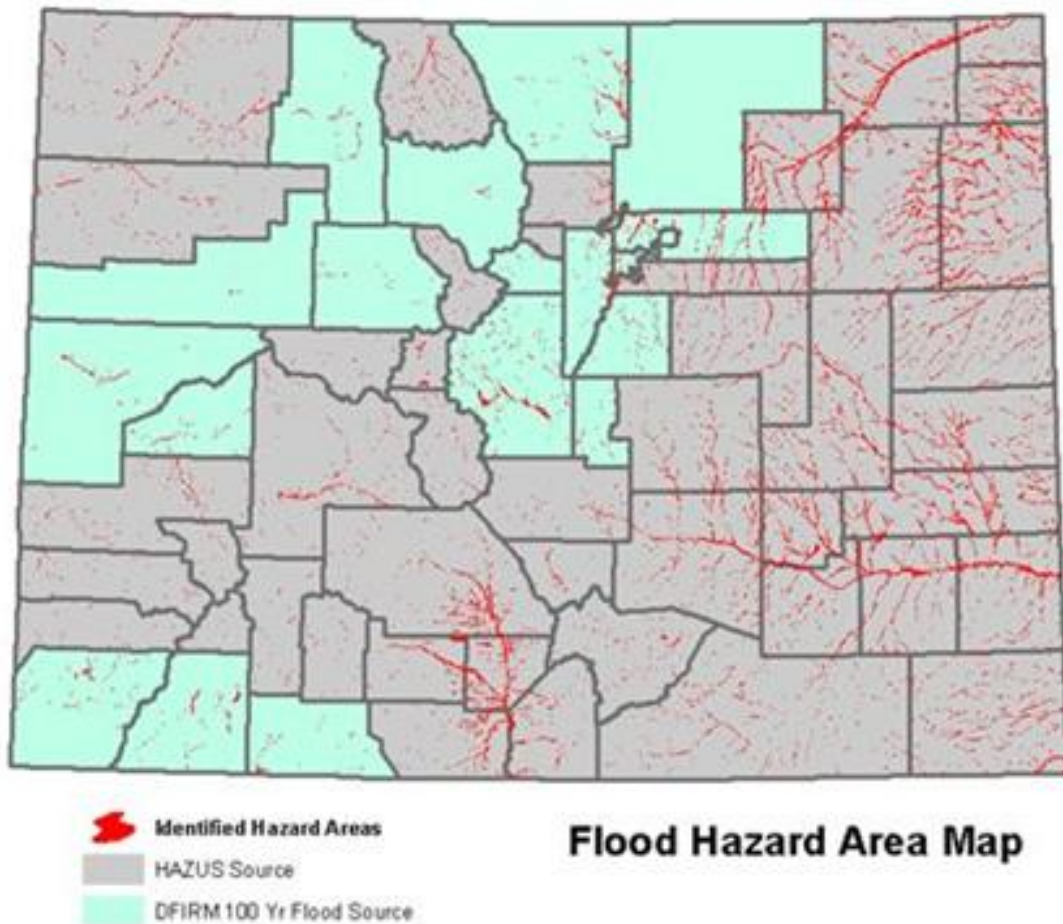 Identified Hazard Areas
Flood Hazard Area Map
HAZUS Source
DFIRM 100 Yr Flood Source